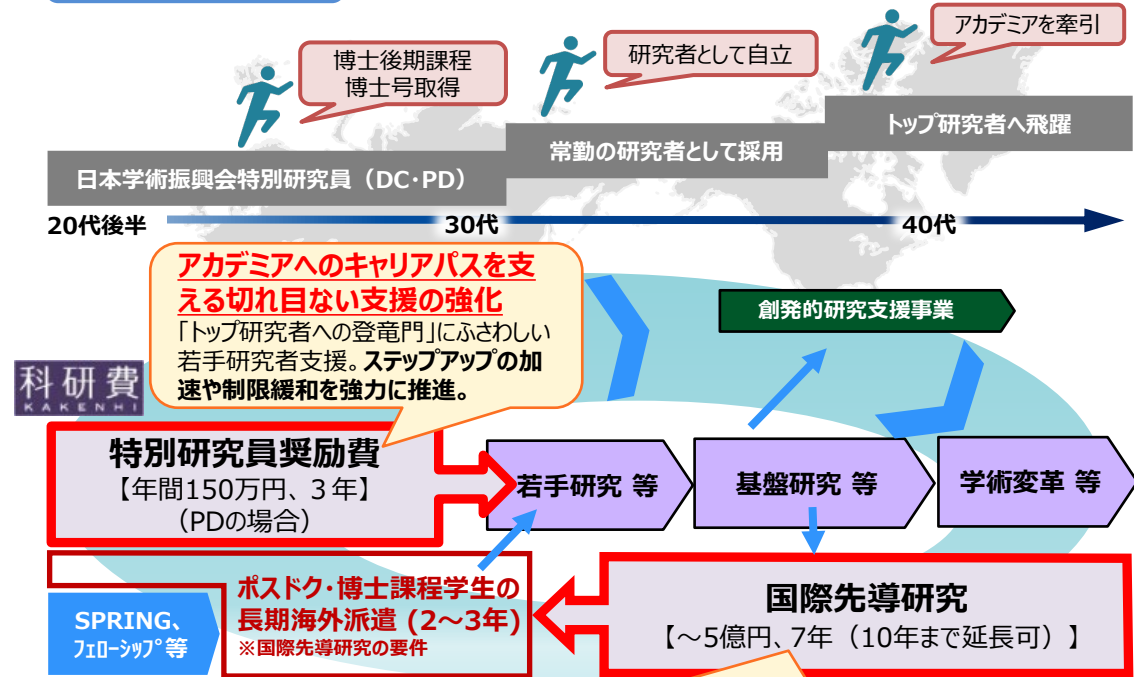 博士後期課程
博士号取得
研究者として自立
アカデミアを牽引
日本学術振興会特別研究員（DC・PD）
常勤の研究者として採用
トップ研究者へ飛躍
20代後半
30代
40代
アカデミアへのキャリアパスを支
える切れ目ない支援の強化
「トップ研究者への登竜門」にふさわしい
若手研究者支援。ステップアップの加
速や制限緩和を強力に推進。
創発的研究支援事業
科研費
KAKENHI
特別研究員奨励費
【年間150万円、３年】
（PDの場合）
若手研究 等
基盤研究 等
学術変革 等
SPRING、
ﾌｪﾛｰｼｯﾌﾟ等
ポスドク・博士課程学生の
長期海外派遣 (2～3年)
※国際先導研究の要件
国際先導研究
【～5億円、7年（10年まで延長可）】